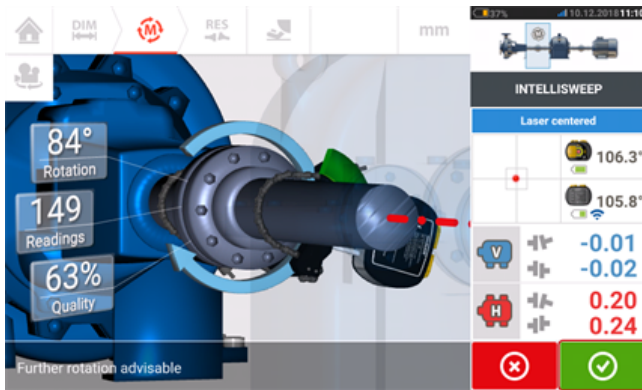 DIM
M
RES
mm
84°
Rotation
149
Readings
63%
Quality
Further rotation advisable
37%
10.12.2018 11:10
M
INTELLISWEEP
Laser centered
106.3°
105.8°
V
-0.01
-0.02
H
0.20
0.24